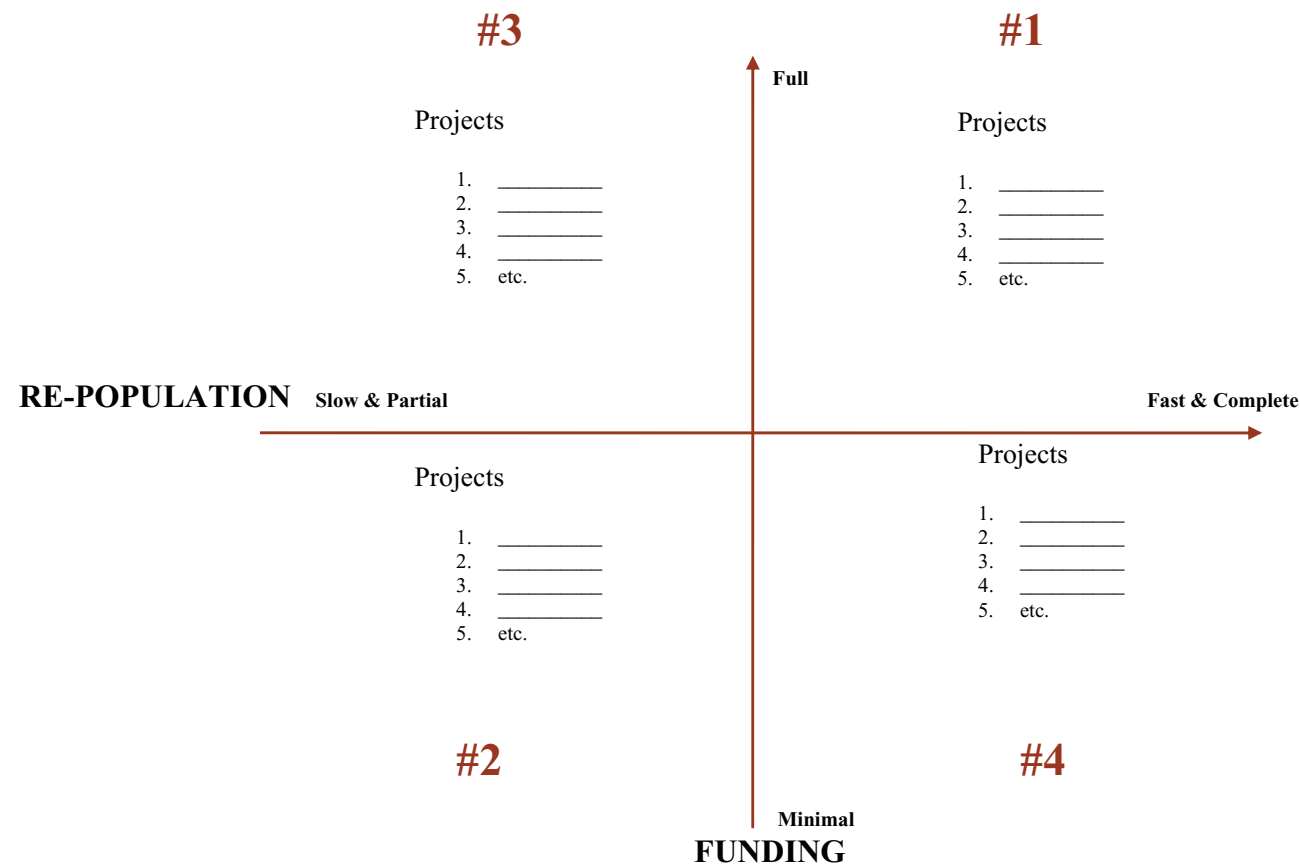 #3
#1
Full
Projects
Projects
1. __________
2. __________
3. __________
4. __________
5. etc.
1. __________
2. __________
3. __________
4. __________
5. etc.
RE-POPULATION Slow & Partial
Fast & Complete
Projects
Projects
1. __________
2. __________
3. __________
4. __________
5. etc.
1. __________
2. __________
3. __________
4. __________
5. etc.
#2
#4
Minimal
FUNDING